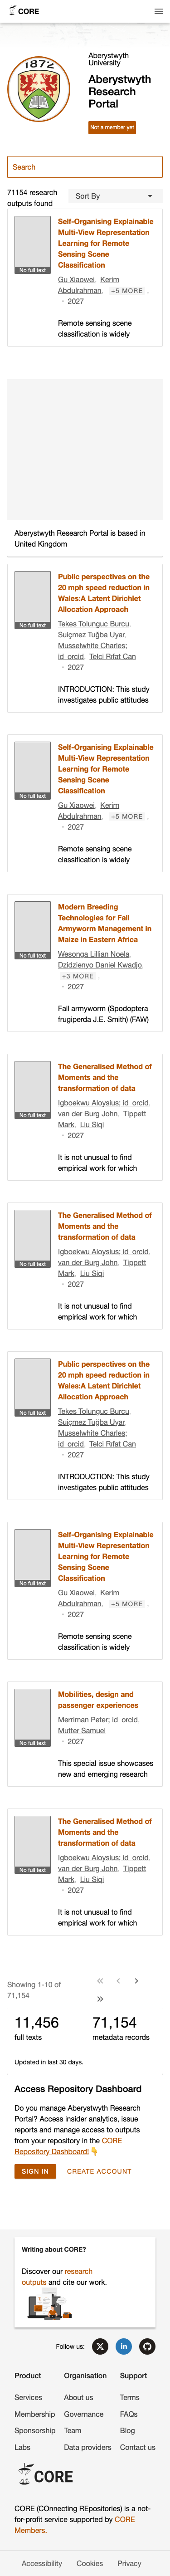 CORE
1872
Aberystwyth
University
Aberystwyth
Research
Portal
Not a member yet
Search
71154 research
outputs found
Sort By
No full text
Self-Organising Explainable
Multi-View Representation
Learning for Remote
Sensing Scene
Classification
Gu Xiaowei, Kerim
Abdulrahman, +5 MORE .
· 2027
Remote sensing scene
classification is widely
Aberystwyth Research Portal is based in
United Kingdom
No full text
Public perspectives on the
20 mph speed reduction in
Wales:A Latent Dirichlet
Allocation Approach
Tekes Tolunguc Burcu,
Suiçmez Tuğba Uyar,
Musselwhite Charles;
id_orcid, Telci Rıfat Can
· 2027
INTRODUCTION: This study
investigates public attitudes
No full text
Self-Organising Explainable
Multi-View Representation
Learning for Remote
Sensing Scene
Classification
Gu Xiaowei, Kerim
Abdulrahman, +5 MORE .
· 2027
Remote sensing scene
classification is widely
No full text
Modern Breeding
Technologies for Fall
Armyworm Management in
Maize in Eastern Africa
Wesonga Lillian Noela,
Dzidzienyo Daniel Kwadjo,
+3 MORE .
· 2027
Fall armyworm (Spodoptera
frugiperda J.E. Smith) (FAW)
No full text
The Generalised Method of
Moments and the
transformation of data
Igboekwu Aloysius; id_orcid,
van der Burg John, Tippett
Mark, Liu Siqi
· 2027
It is not unusual to find
empirical work for which
No full text
The Generalised Method of
Moments and the
transformation of data
Igboekwu Aloysius; id_orcid,
van der Burg John, Tippett
Mark, Liu Siqi
· 2027
It is not unusual to find
empirical work for which
No full text
Public perspectives on the
20 mph speed reduction in
Wales:A Latent Dirichlet
Allocation Approach
Tekes Tolunguc Burcu,
Suiçmez Tuğba Uyar,
Musselwhite Charles;
id_orcid, Telci Rıfat Can
· 2027
INTRODUCTION: This study
investigates public attitudes
No full text
Self-Organising Explainable
Multi-View Representation
Learning for Remote
Sensing Scene
Classification
Gu Xiaowei, Kerim
Abdulrahman, +5 MORE .
· 2027
Remote sensing scene
classification is widely
No full text
Mobilities, design and
passenger experiences
Merriman Peter; id_orcid,
Mutter Samuel
· 2027
This special issue showcases
new and emerging research
No full text
The Generalised Method of
Moments and the
transformation of data
Igboekwu Aloysius; id_orcid,
van der Burg John, Tippett
Mark, Liu Siqi
· 2027
It is not unusual to find
empirical work for which
Showing 1-10 of
71,154
11,456
full texts
71,154
metadata records
Updated in last 30 days.
Access Repository Dashboard
Do you manage Aberystwyth Research
Portal? Access insider analytics, issue
reports and manage access to outputs
from your repository in the CORE
Repository Dashboard! 👇
SIGN IN
CREATE ACCOUNT
Writing about CORE?
Discover our research
outputs and cite our work.
Follow us:
Product
Services
Membership
Sponsorship
Labs
Organisation
About us
Governance
Team
Data providers
Support
Terms
FAQs
Blog
Contact us
CORE
CORE (COnnecting REpositories) is a not-
for-profit service supported by CORE
Members.
Accessibility Cookies Privacy